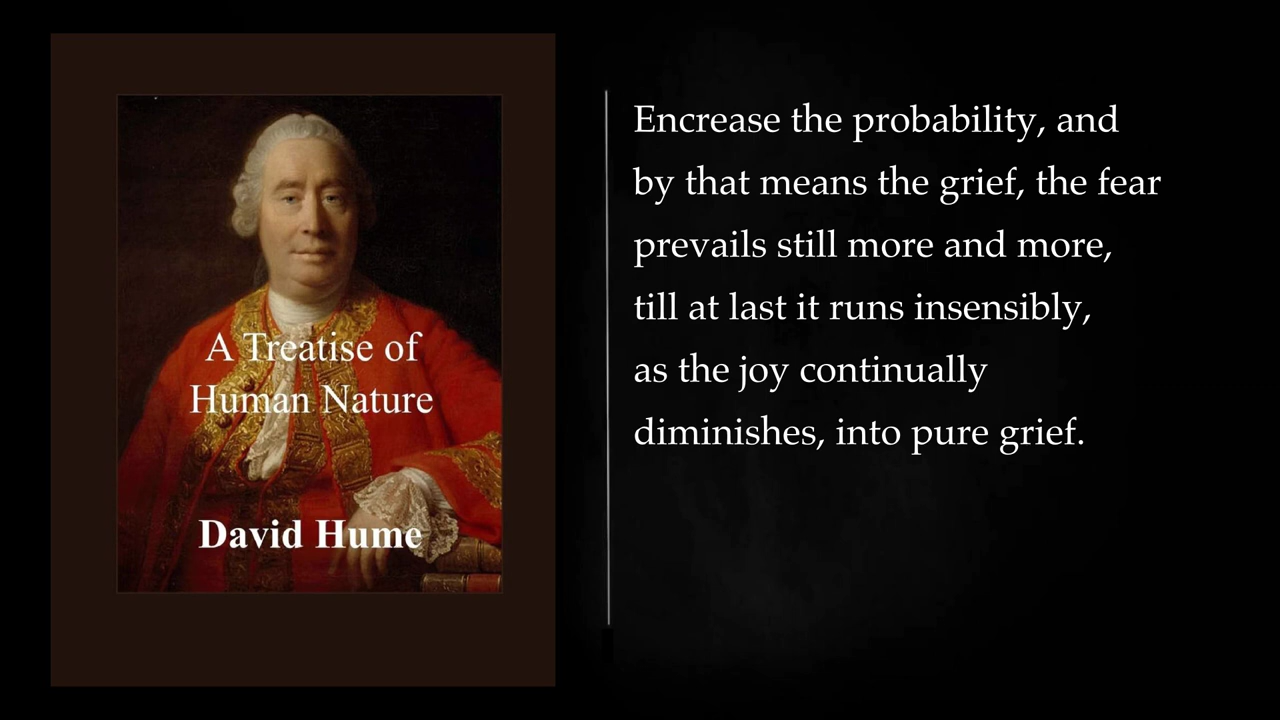 A Treatise of
Human Nature
David Hume
Encrease the probability, and
by that means the grief, the fear
prevails still more and more,
till at last it runs insensibly,
as the joy continually
diminishes, into pure grief.